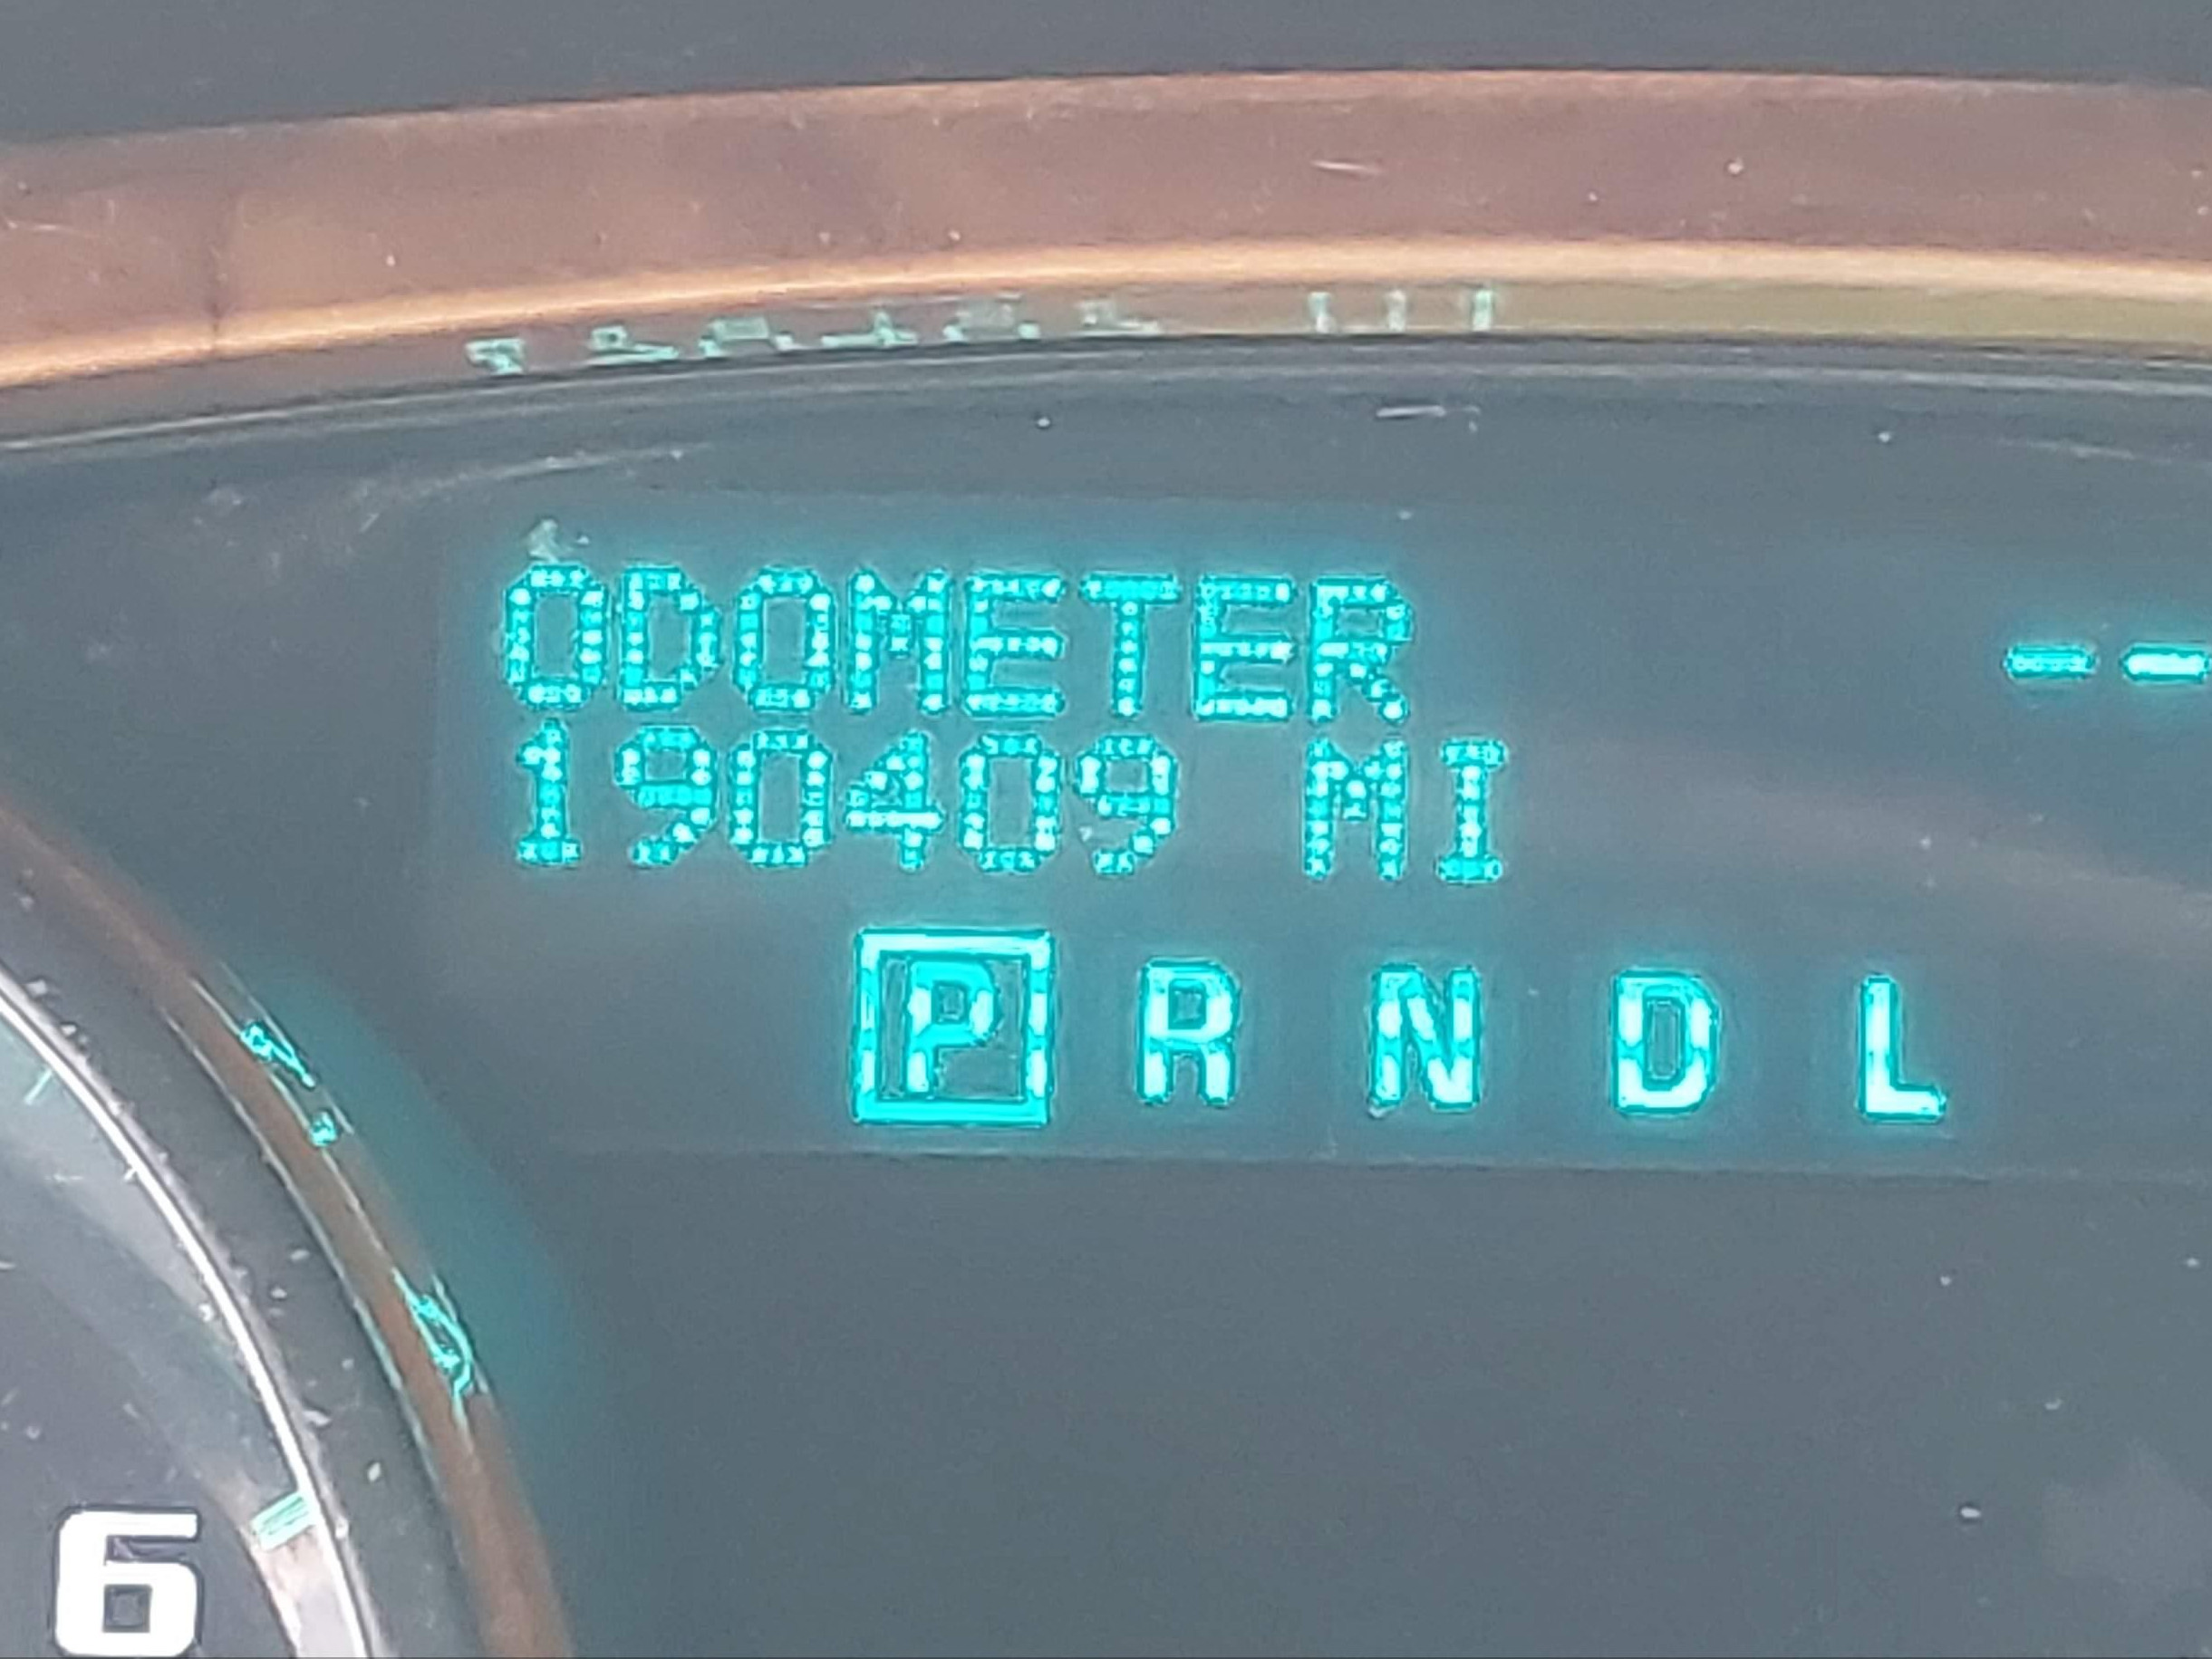 ODOMETER
--
190409 MI
P R N D L
6